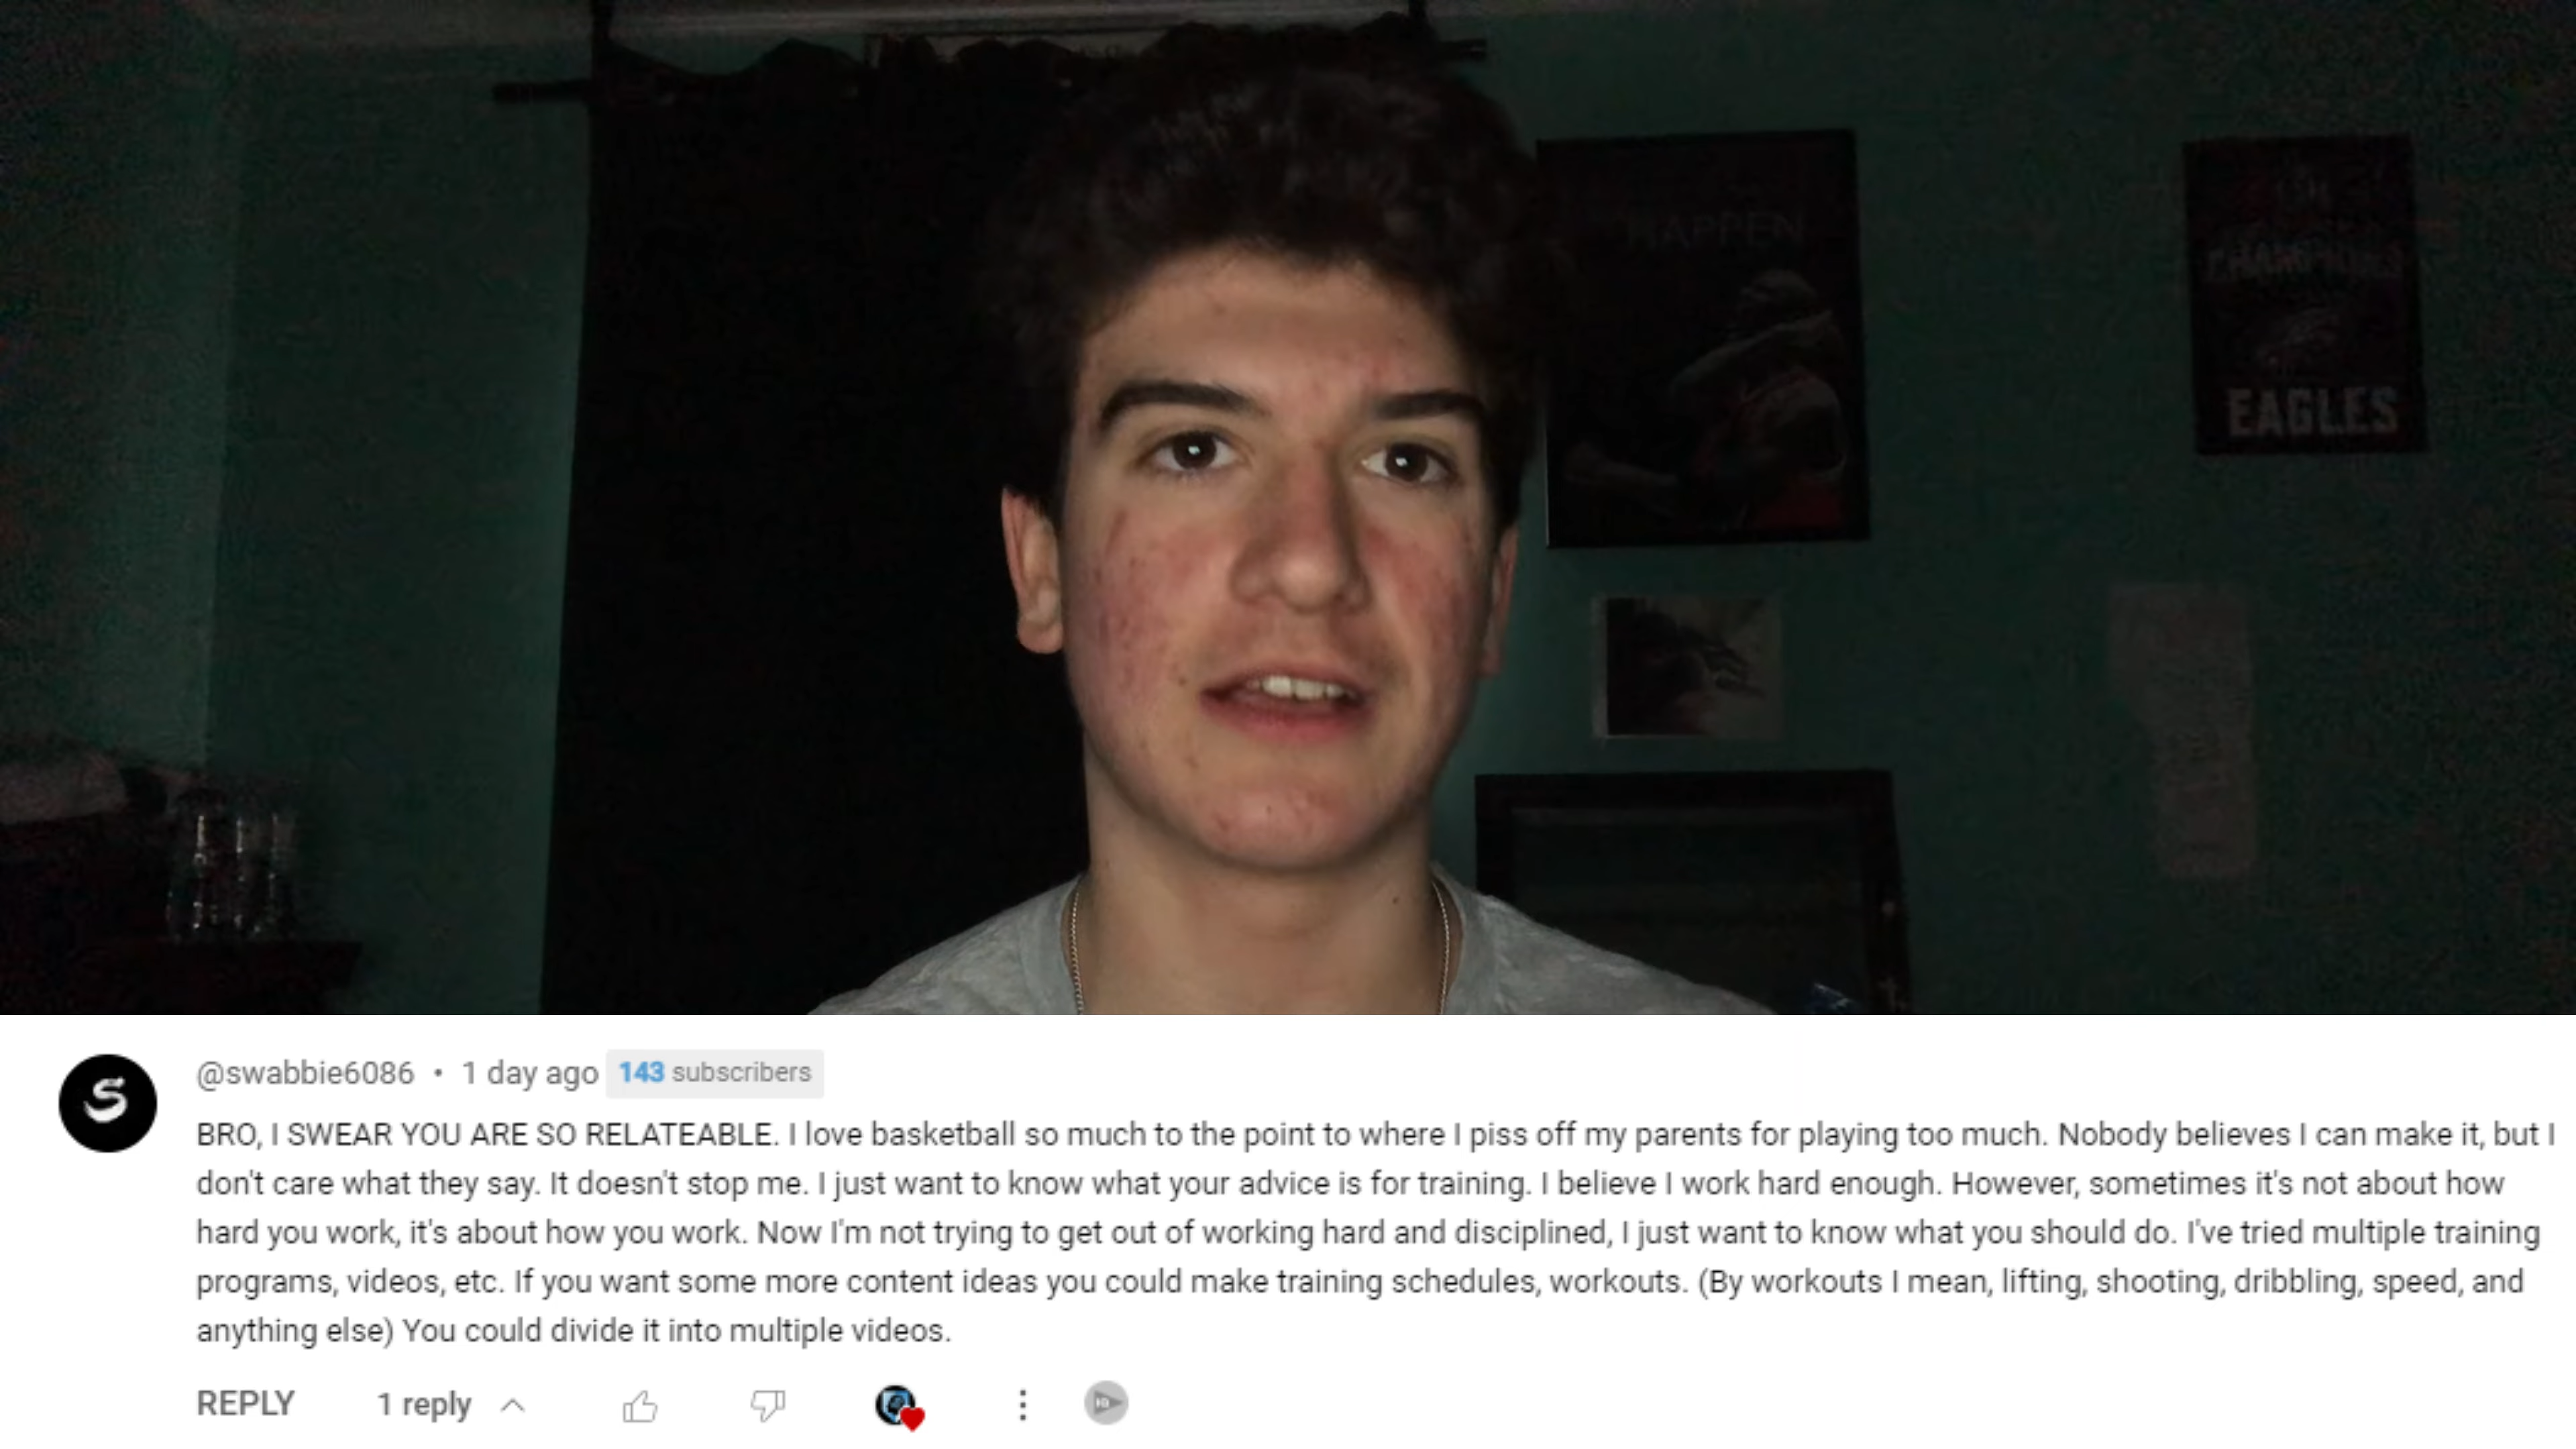 HAPPEN
CHAMPIONS
EAGLES
@swabbie6086 • 1 day ago 143 subscribers
BRO, I SWEAR YOU ARE SO RELATEABLE. I love basketball so much to the point to where I piss off my parents for playing too much. Nobody believes I can make it, but I
don't care what they say. It doesn't stop me. I just want to know what your advice is for training. I believe I work hard enough. However, sometimes it's not about how
hard you work, it's about how you work. Now I'm not trying to get out of working hard and disciplined, I just want to know what you should do. I've tried multiple training
programs, videos, etc. If you want some more content ideas you could make training schedules, workouts. (By workouts I mean, lifting, shooting, dribbling, speed, and
anything else) You could divide it into multiple videos.
REPLY 1 reply